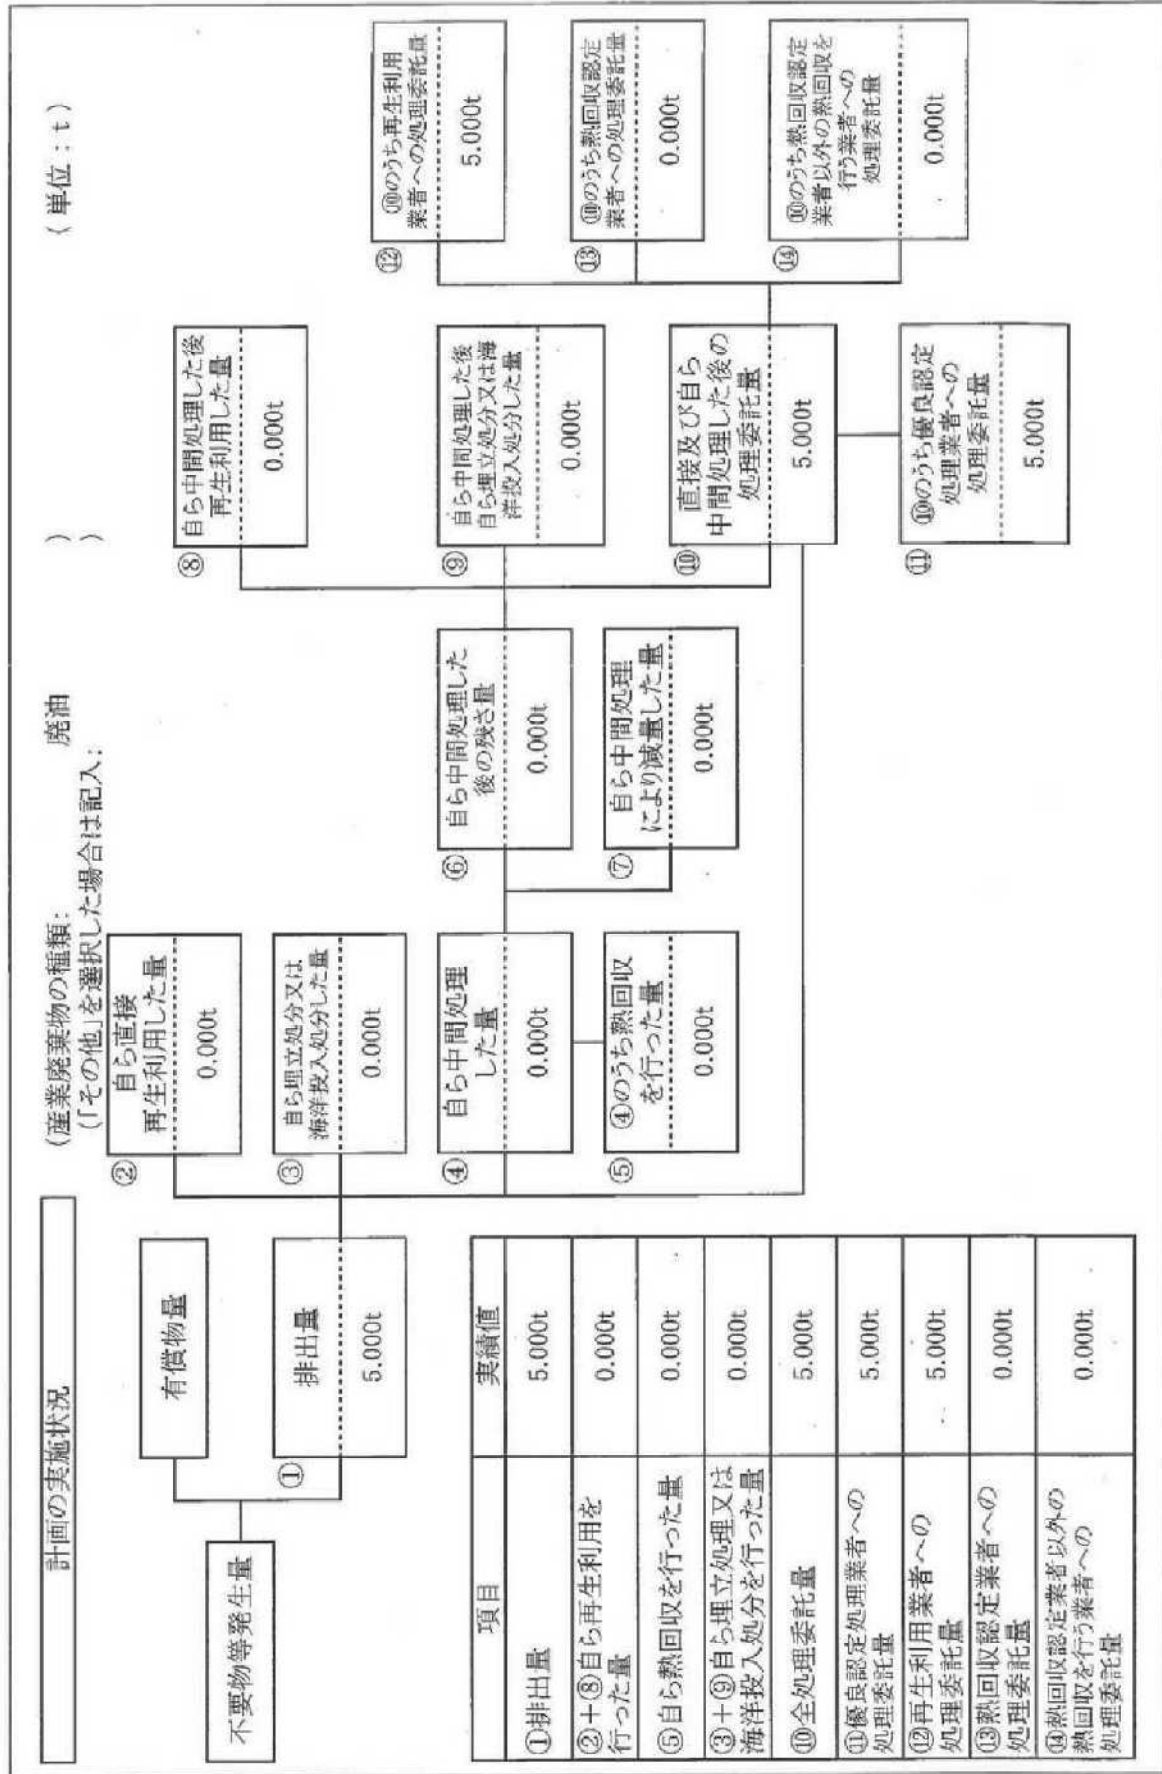 計画の実施状況
(産業廃棄物の種類: 廃油 )
(「その他」を選択した場合は記入: )
(単位:t)
不要物等発生量
有償物量
①
排出量
5.000t
②
自ら直接
再生利用した量
0.000t
③
自ら埋立処分又は
海洋投入処分した量
0.000t
④
自ら中間処理
した量
0.000t
⑤
④のうち熱回収
を行った量
0.000t
⑥
自ら中間処理した
後の残さ量
0.000t
⑦
自ら中間処理
により減量した量
0.000t
⑧
自ら中間処理した後
再生利用した量
0.000t
⑨
自ら中間処理した後
自ら埋立処分又は海
洋投入処分した量
0.000t
⑩
直接及び自ら
中間処理した後の
処理委託量
5.000t
⑪
⑩のうち優良認定
処理業者への
処理委託量
5.000t
⑫
⑩のうち再生利用
業者への処理委託量
5.000t
⑬
⑩のうち熱回収認定
業者への処理委託量
0.000t
⑭
⑩のうち熱回収認定
業者以外の熱回収を
行う業者への
処理委託量
0.000t
項目 実績値
①排出量 5.000t
②+⑧自ら再生利用を
行った量 0.000t
⑤自ら熱回収を行った量 0.000t
③+⑨自ら埋立処理又は
海洋投入処分を行った量 0.000t
⑩全処理委託量 5.000t
⑪優良認定処理業者への
処理委託量 5.000t
⑫再生利用業者への
処理委託量 5.000t
⑬熱回収認定業者への
処理委託量 0.000t
⑭熱回収認定業者以外の
熱回収を行う業者への
処理委託量 0.000t